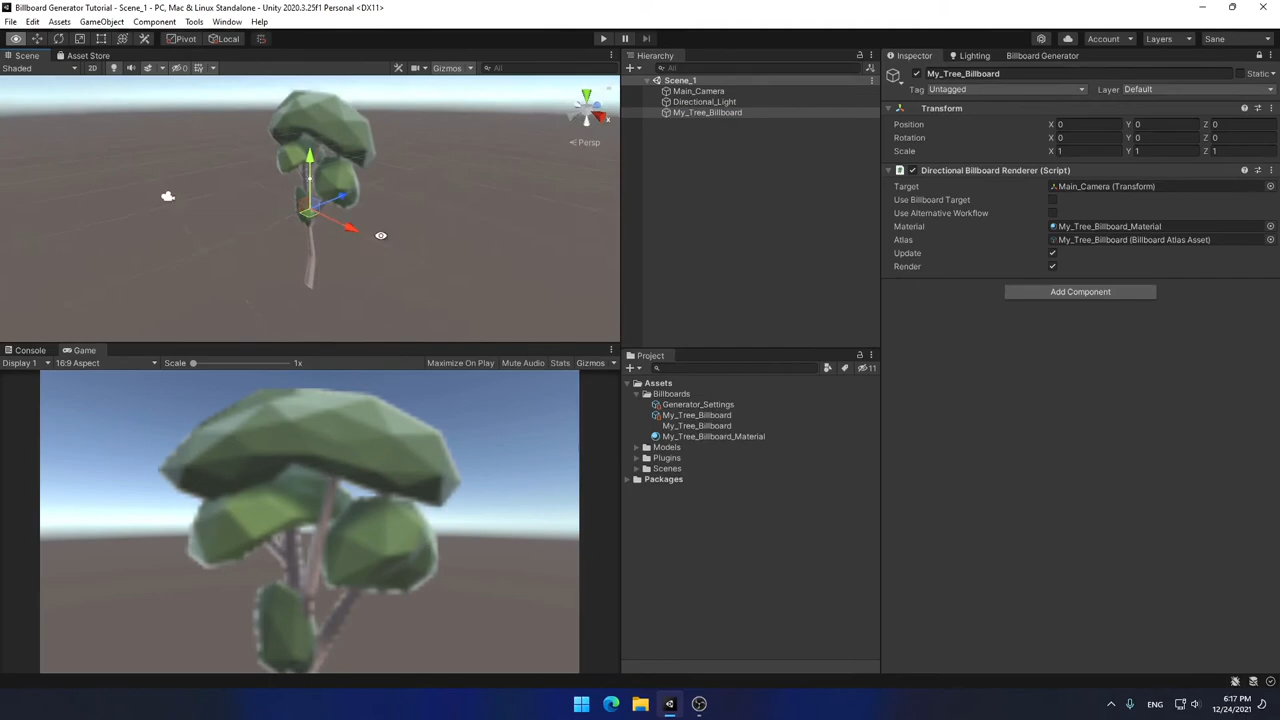 Billboard Generator Tutorial - Scene_1 - PC, Mac & Linux Standalone - Unity 2020.3.25f1 Personal <DX11>
File Edit Assets GameObject Component Tools Window Help
Pivot Local
Account Layers Sane
Scene Asset Store
Shaded 2D 0 Gizmos All
x
Persp
Console Game
Display 1 16:9 Aspect Scale 1x Maximize On Play Mute Audio Stats Gizmos
Hierarchy
All
Scene_1
Main_Camera
Directional_Light
My_Tree_Billboard
Project
11
Assets
Billboards
Generator_Settings
My_Tree_Billboard
My_Tree_Billboard
My_Tree_Billboard_Material
Models
Plugins
Scenes
Packages
Inspector Lighting Billboard Generator
My_Tree_Billboard Static
Tag Untagged Layer Default
Transform
Position X 0 Y 0 Z 0
Rotation X 0 Y 0 Z 0
Scale X 1 Y 1 Z 1
Directional Billboard Renderer (Script)
Target Main_Camera (Transform)
Use Billboard Target
Use Alternative Workflow
Material My_Tree_Billboard_Material
Atlas My_Tree_Billboard (Billboard Atlas Asset)
Update
Render
Add Component
ENG
6:17 PM
12/24/2021